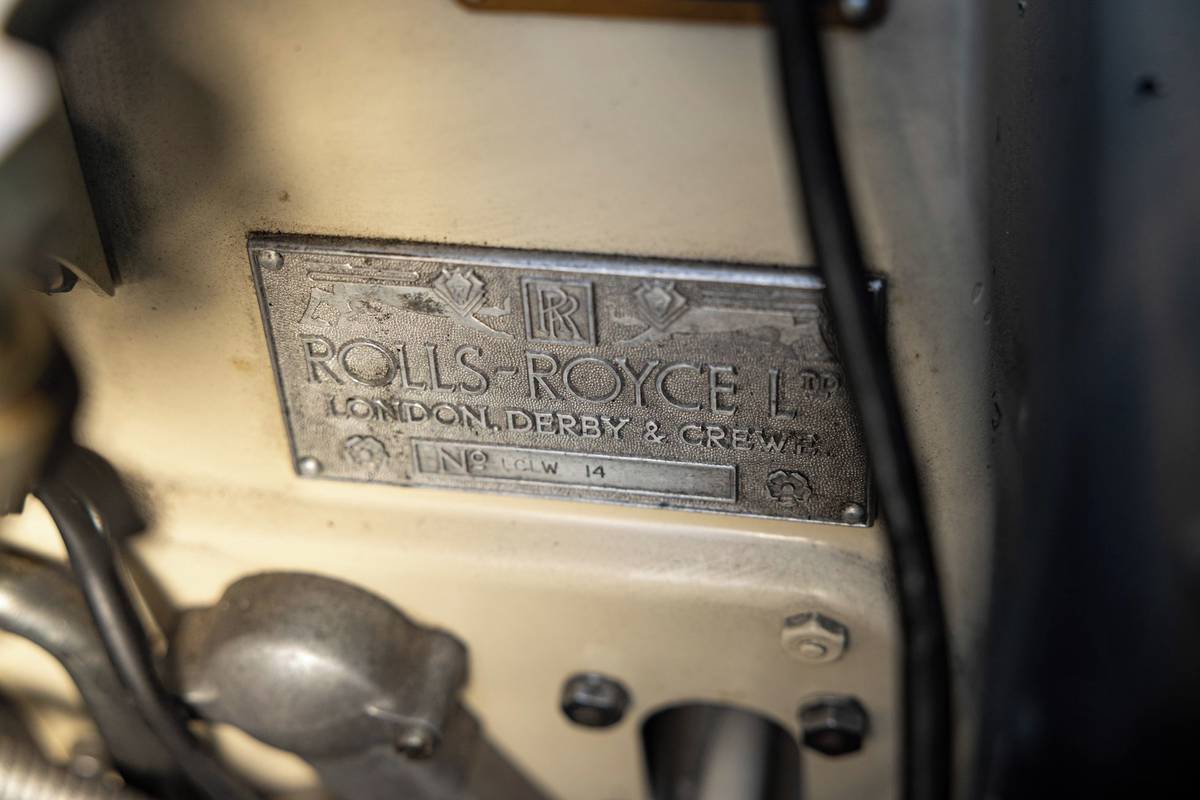 RR
ROLLS-ROYCE LTD
LONDON, DERBY & CREWE.
No LCLW 14